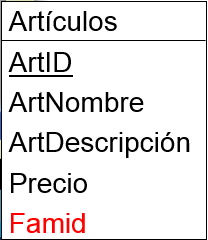 Artículos
ArtID
ArtNombre
ArtDescripción
Precio
Famid